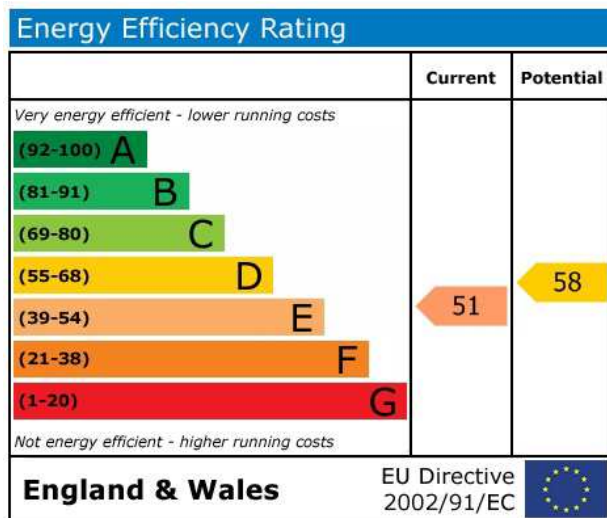 Energy Efficiency Rating
Current Potential
Very energy efficient - lower running costs
(92-100) A
(81-91) B
(69-80) C
(55-68) D
(39-54) E
(21-38) F
(1-20) G
51
58
Not energy efficient - higher running costs
England & Wales
EU Directive
2002/91/EC